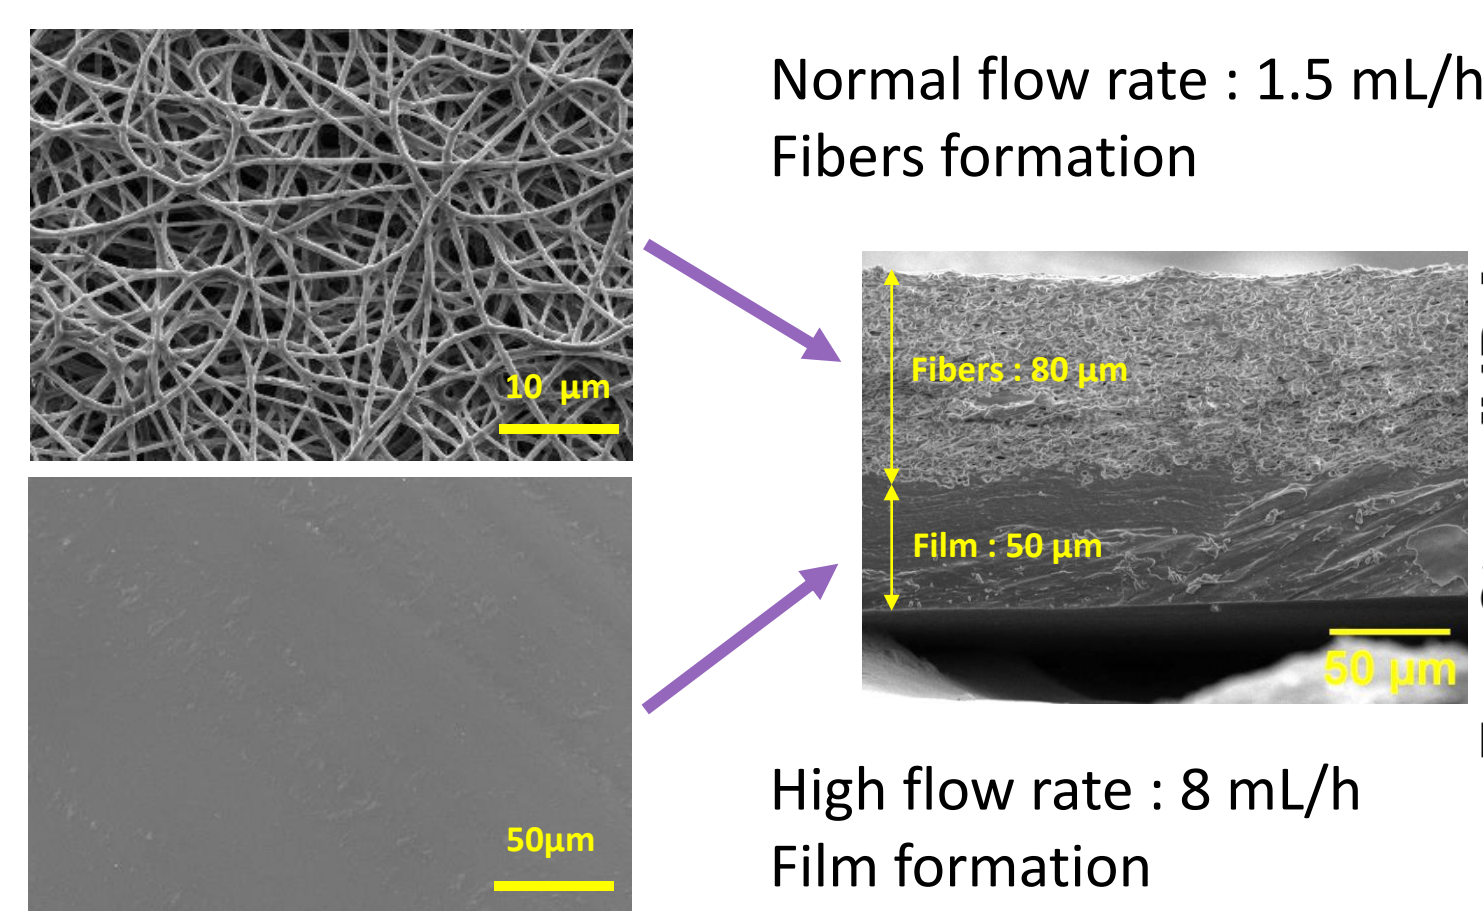 Normal flow rate : 1.5 mL/h
Fibers formation
10 µm
Fibers : 80 µm
Film : 50 µm
50 µm
50µm
High flow rate : 8 mL/h
Film formation